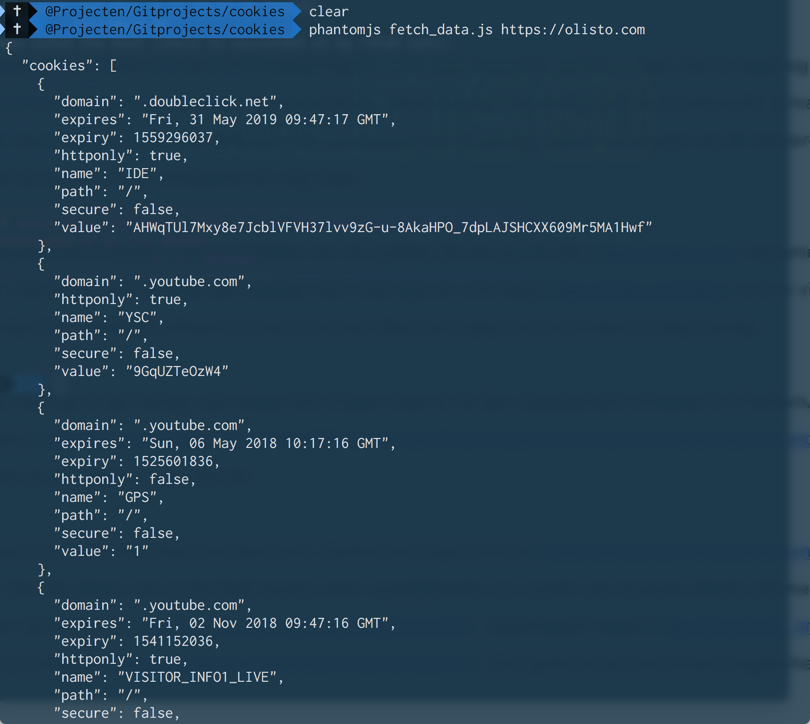 ✝ @Projecten/Gitprojects/cookies clear
✝ @Projecten/Gitprojects/cookies phantomjs fetch_data.js https://olisto.com
{
  "cookies": [
    {
      "domain": ".doubleclick.net",
      "expires": "Fri, 31 May 2019 09:47:17 GMT",
      "expiry": 1559296037,
      "httponly": true,
      "name": "IDE",
      "path": "/",
      "secure": false,
      "value": "AHWqTUl7Mxy8e7JcblVFVH37lvv9zG-u-8AkaHPO_7dpLAJSHCXX609Mr5MA1Hwf"
    },
    {
      "domain": ".youtube.com",
      "httponly": true,
      "name": "YSC",
      "path": "/",
      "secure": false,
      "value": "9GqUZTeOzW4"
    },
    {
      "domain": ".youtube.com",
      "expires": "Sun, 06 May 2018 10:17:16 GMT",
      "expiry": 1525601836,
      "httponly": false,
      "name": "GPS",
      "path": "/",
      "secure": false,
      "value": "1"
    },
    {
      "domain": ".youtube.com",
      "expires": "Fri, 02 Nov 2018 09:47:16 GMT",
      "expiry": 1541152036,
      "httponly": true,
      "name": "VISITOR_INFO1_LIVE",
      "path": "/",
      "secure": false,